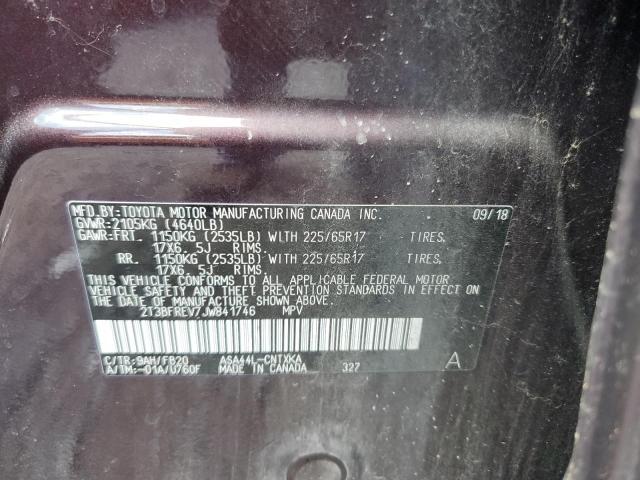 MFD.BY:TOYOTA MOTOR MANUFACTURING CANADA INC. 09/18
GVWR:2105KG (4640LB)
GAWR:FRT. 1150KG (2535LB) WITH 225/65R17 TIRES,
17X6. 5J RIMS.
RR. 1150KG (2535LB) WITH 225/65R17 TIRES,
17X6. 5J RIMS.
THIS VEHICLE CONFORMS TO ALL APPLICABLE FEDERAL MOTOR
VEHICLE SAFETY AND THEFT PREVENTION STANDARDS IN EFFECT ON
THE DATE OF MANUFACTURE SHOWN ABOVE.
2T3BFREV7JW841746 MPV
C/TR:9AH/FB20 ASA44L-CNTXKA A
A/TM:-01A/U760F MADE IN CANADA 327